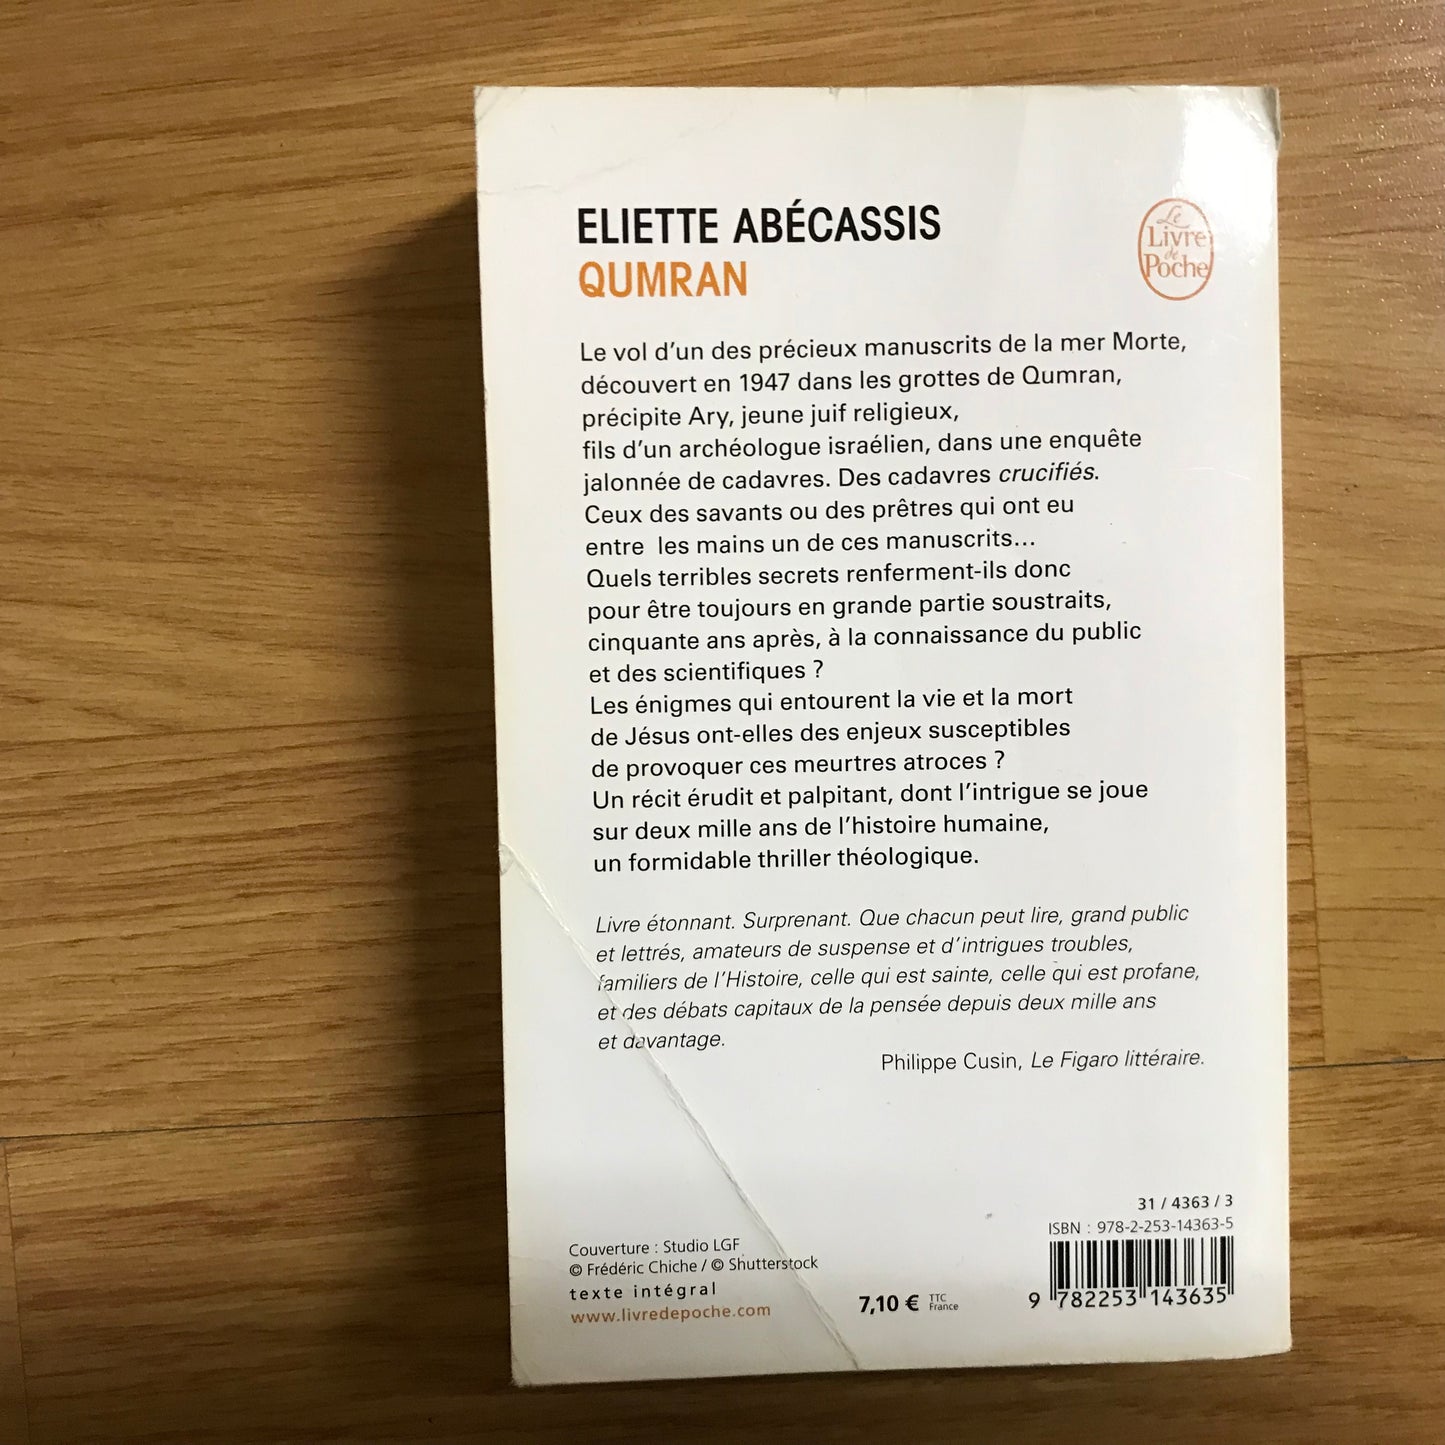 ELIETTE ABÉCASSIS
QUMRAN
Le
Livre
de
Poche
Le vol d'un des précieux manuscrits de la mer Morte,
découvert en 1947 dans les grottes de Qumran,
précipite Ary, jeune juif religieux,
fils d'un archéologue israélien, dans une enquête
jalonnée de cadavres. Des cadavres crucifiés.
Ceux des savants ou des prêtres qui ont eu
entre les mains un de ces manuscrits...
Quels terribles secrets renferment-ils donc
pour être toujours en grande partie soustraits,
cinquante ans après, à la connaissance du public
et des scientifiques ?
Les énigmes qui entourent la vie et la mort
de Jésus ont-elles des enjeux susceptibles
de provoquer ces meurtres atroces ?
Un récit érudit et palpitant, dont l'intrigue se joue
sur deux mille ans de l'histoire humaine,
un formidable thriller théologique.
Livre étonnant. Surprenant. Que chacun peut lire, grand public
et lettrés, amateurs de suspense et d'intrigues troubles,
familiers de l'Histoire, celle qui est sainte, celle qui est profane,
et des débats capitaux de la pensée depuis deux mille ans
et davantage.
Philippe Cusin, Le Figaro littéraire.
31 / 4363 / 3
ISBN : 978-2-253-14363-5
Couverture : Studio LGF
© Frédéric Chiche / © Shutterstock
texte intégral
www.livredepoche.com
7,10 € TTC France
9 782253 143635